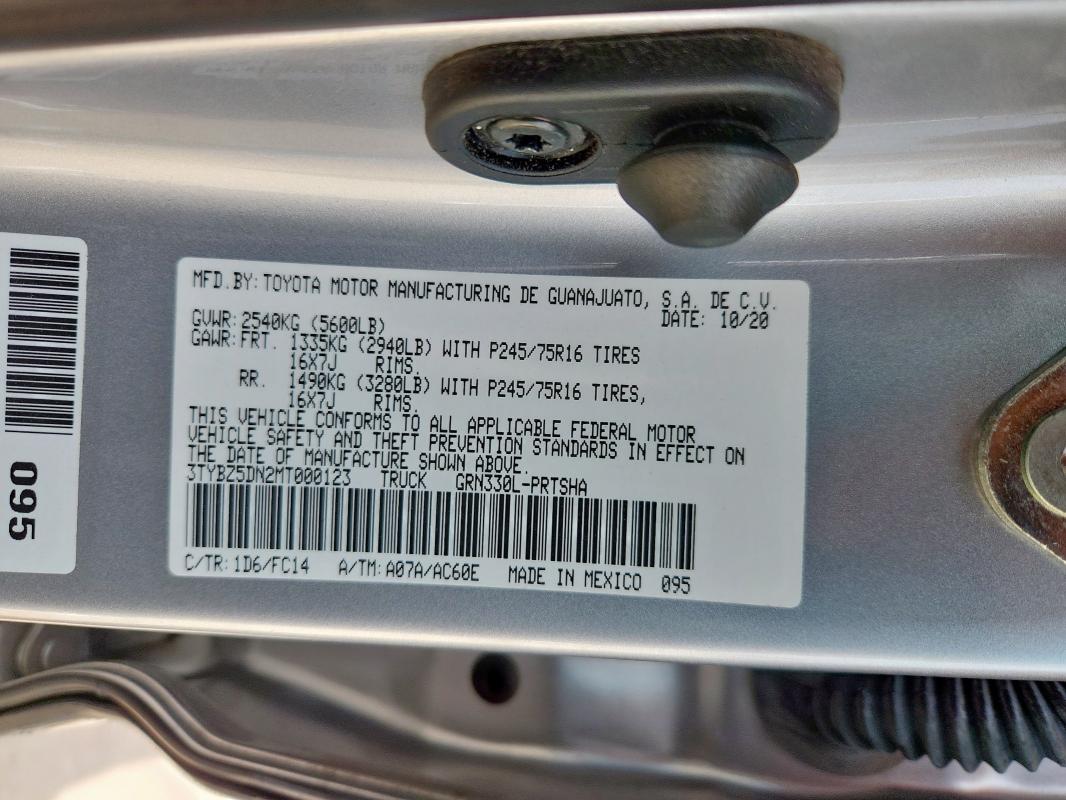 MFD.BY: TOYOTA MOTOR MANUFACTURING DE GUANAJUATO, S.A. DE C.V.
GVWR: 2540KG (5600LB) DATE: 10/20
GAWR: FRT. 1335KG (2940LB) WITH P245/75R16 TIRES
16X7J RIMS.
RR. 1490KG (3280LB) WITH P245/75R16 TIRES,
16X7J RIMS.
THIS VEHICLE CONFORMS TO ALL APPLICABLE FEDERAL MOTOR
VEHICLE SAFETY AND THEFT PREVENTION STANDARDS IN EFFECT ON
THE DATE OF MANUFACTURE SHOWN ABOVE.
3TYBZ5DN2MT000123 TRUCK GRN330L-PRTSHA
C/TR: 1D6/FC14 A/TM: A07A/AC60E MADE IN MEXICO 095
095